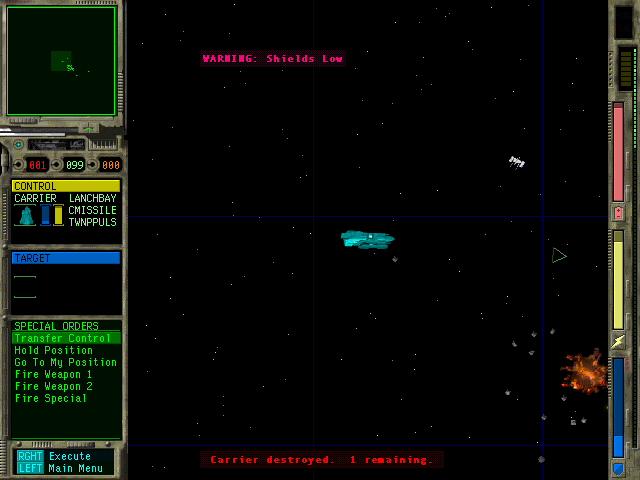 WARNING: Shields Low
001 099 000
CONTROL
CARRIER LANCHBAY
CMISSILE
TWNPPULS
TARGET
SPECIAL ORDERS
Transfer Control
Hold Position
Go To My Position
Fire Weapon 1
Fire Weapon 2
Fire Special
RGHT Execute
LEFT Main Menu
Carrier destroyed. 1 remaining.